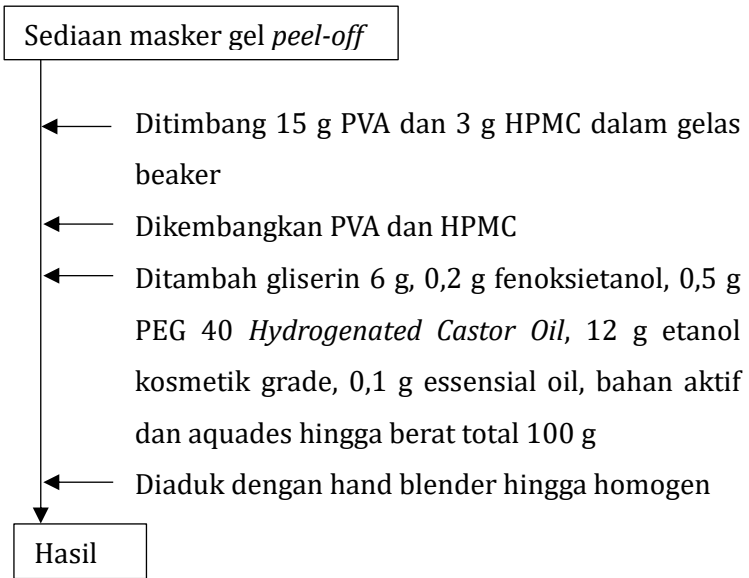 Sediaan masker gel peel-off
Ditimbang 15 g PVA dan 3 g HPMC dalam gelas
beaker
Dikembangkan PVA dan HPMC
Ditambah gliserin 6 g, 0,2 g fenoksietanol, 0,5 g
PEG 40 Hydrogenated Castor Oil, 12 g etanol
kosmetik grade, 0,1 g essensial oil, bahan aktif
dan aquades hingga berat total 100 g
Diaduk dengan hand blender hingga homogen
Hasil